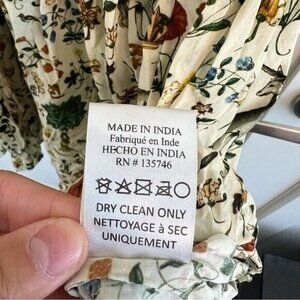 MADE IN INDIA
Fabriqué en Inde
HECHO EN INDIA
RN # 135746
DRY CLEAN ONLY
NETTOYAGE à SEC
UNIQUEMENT